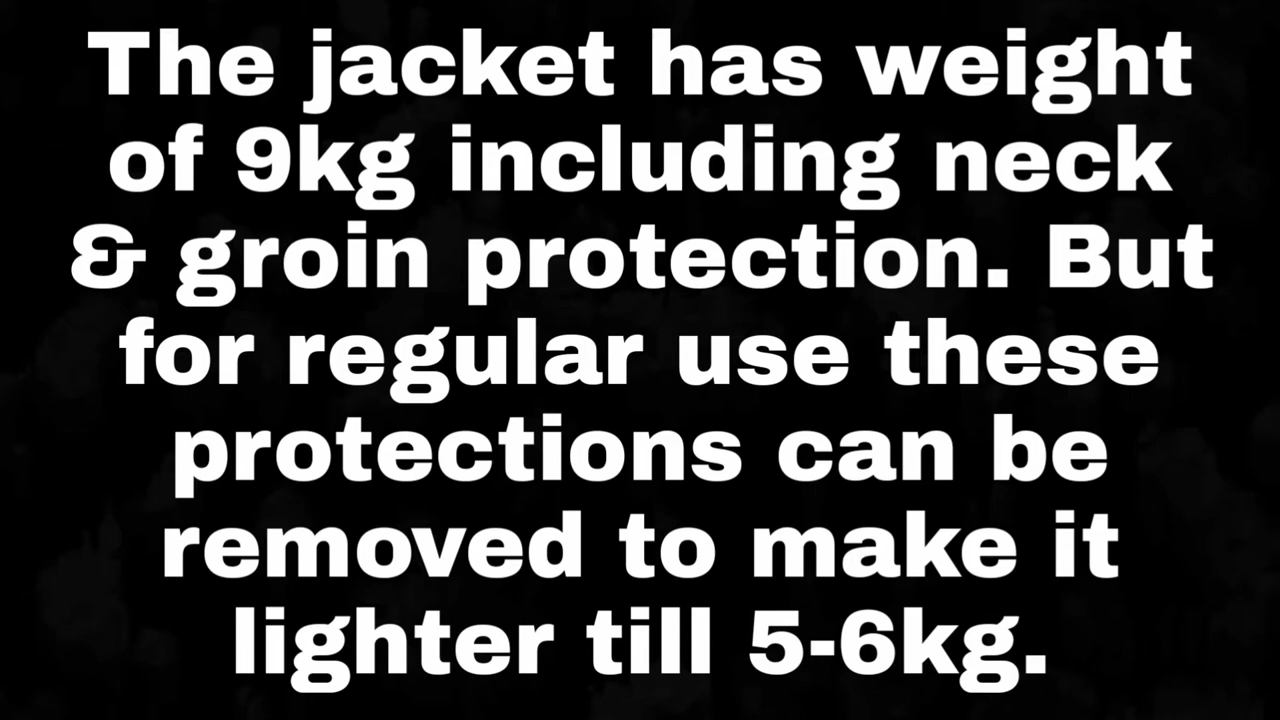 The jacket has weight
of 9kg including neck
& groin protection. But
for regular use these
protections can be
removed to make it
lighter till 5-6kg.